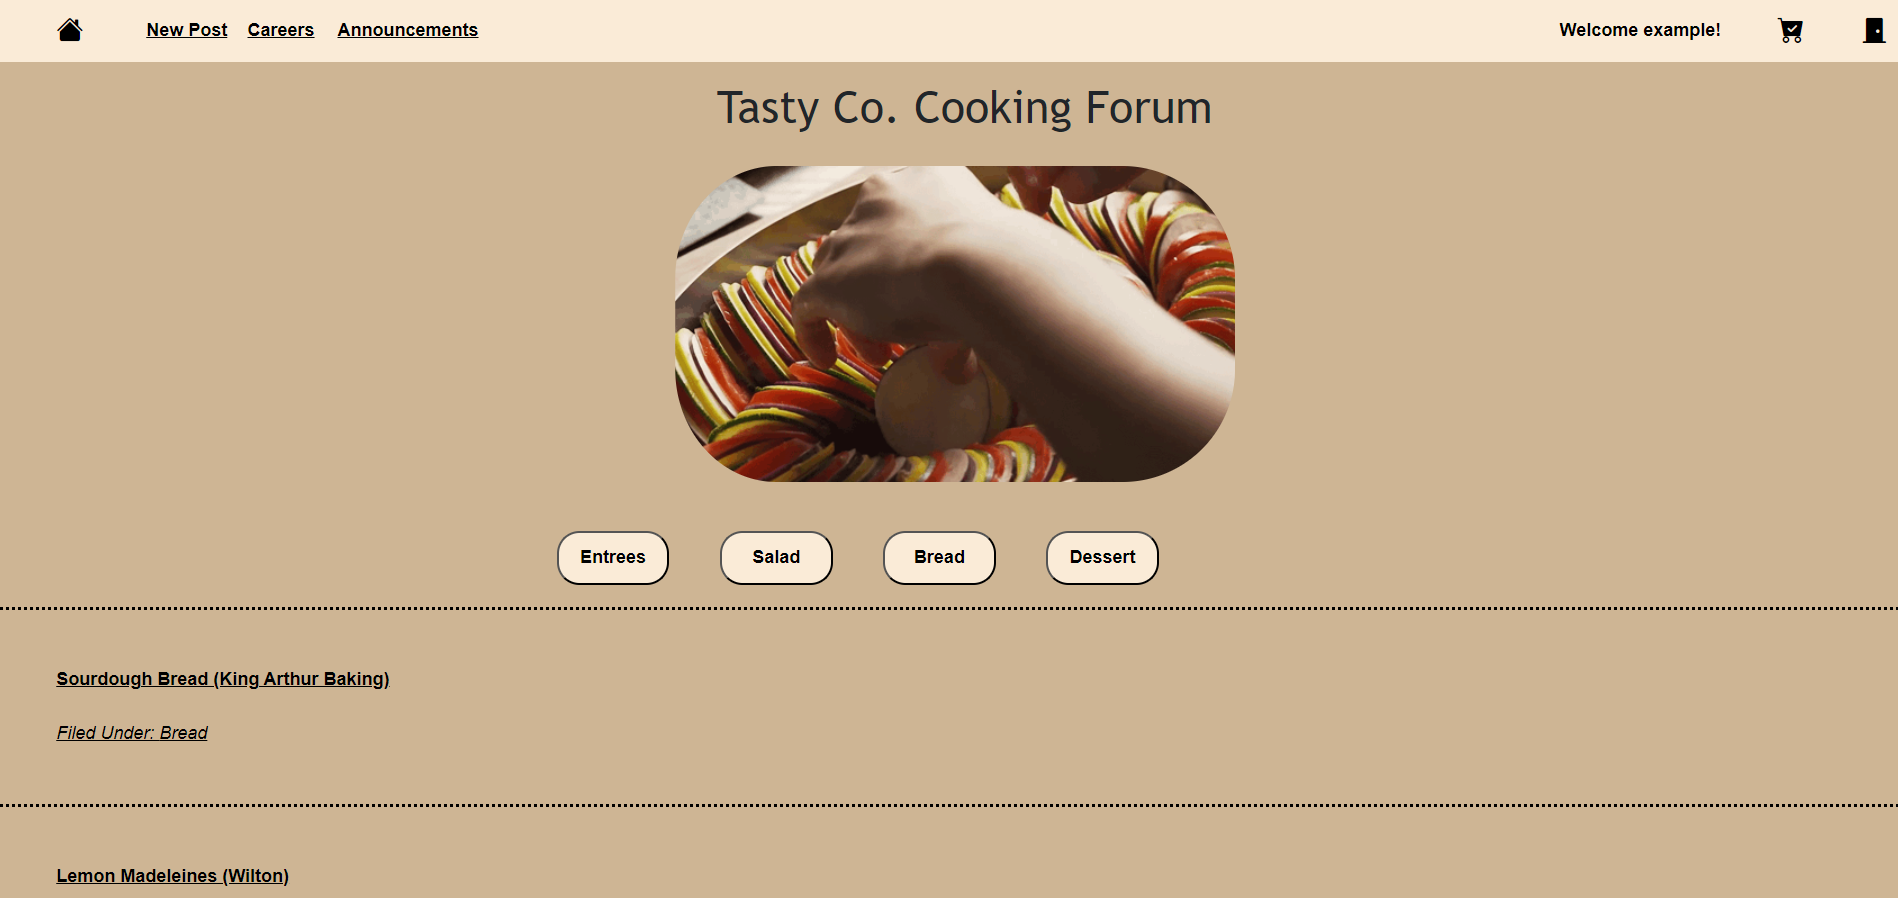 New Post Careers Announcements Welcome example!
Tasty Co. Cooking Forum
Entrees Salad Bread Dessert
Sourdough Bread (King Arthur Baking)
Filed Under: Bread
Lemon Madeleines (Wilton)